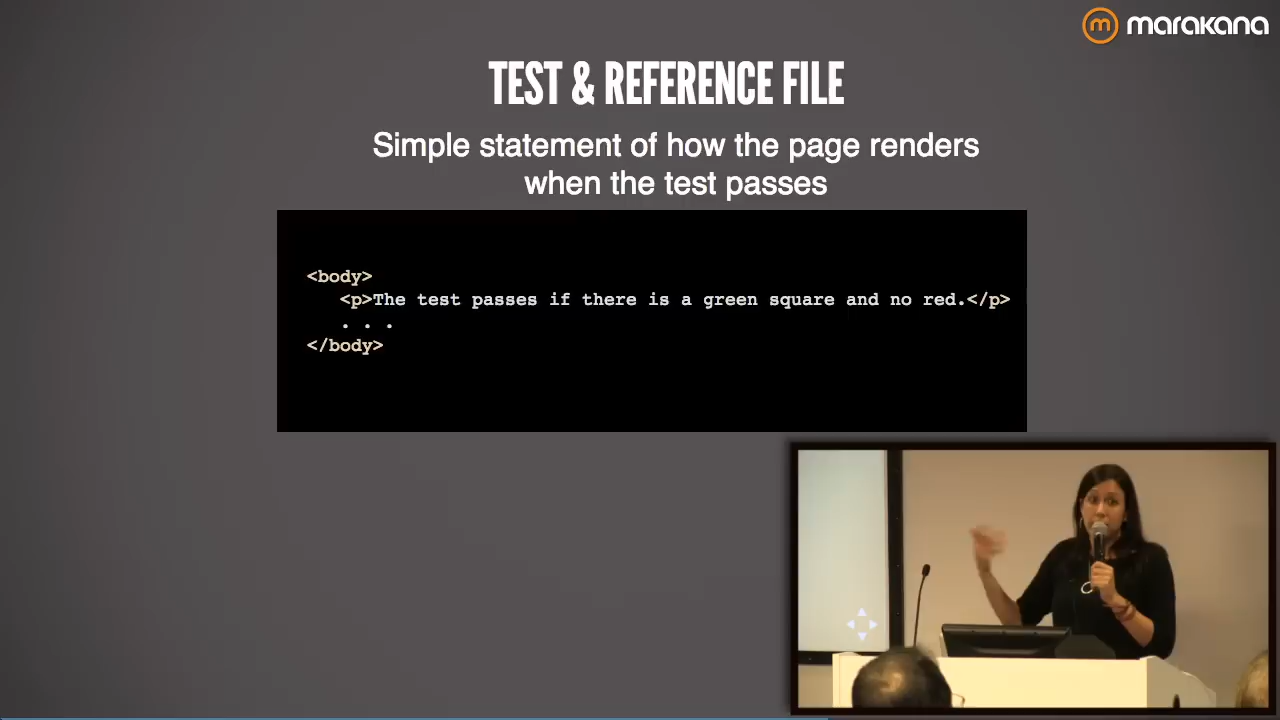 marakana
TEST & REFERENCE FILE
Simple statement of how the page renders
when the test passes
<body>
<p>The test passes if there is a green square and no red.</p>
. . .
</body>